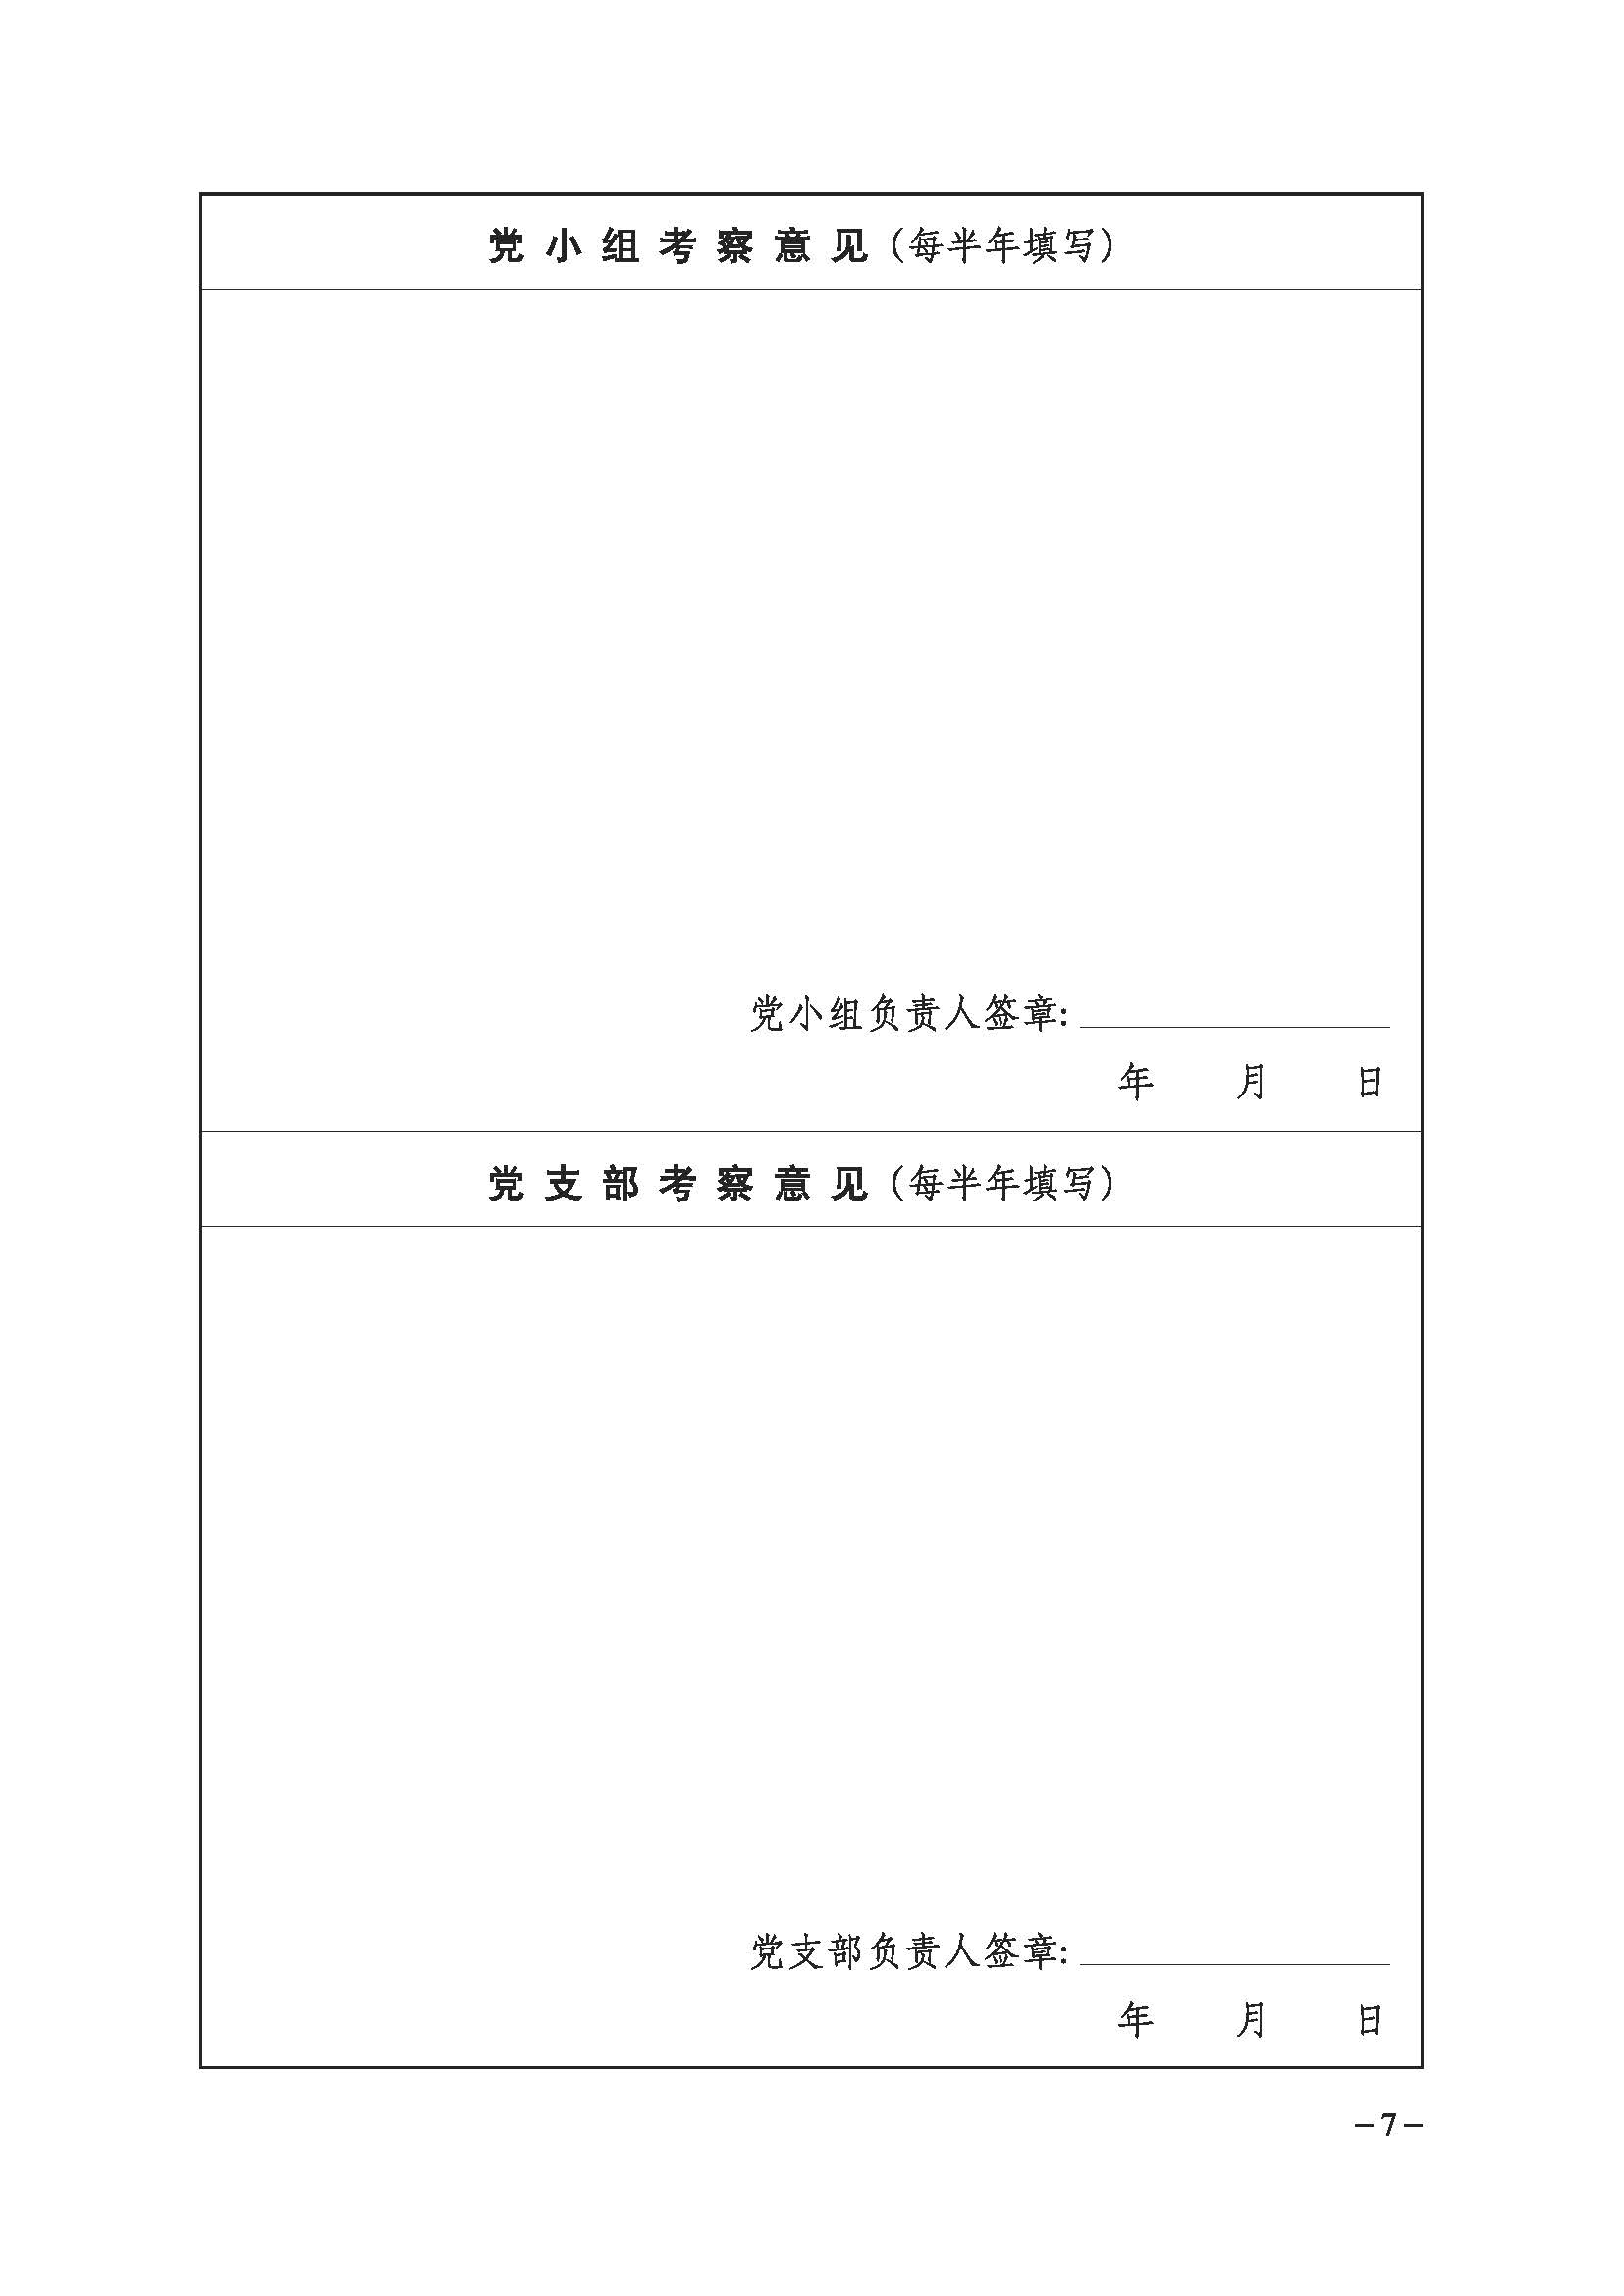 党小组考察意见（每半年填写）
党小组负责人签章:
年 月 日
党支部考察意见（每半年填写）
党支部负责人签章:
年 月 日
－7－